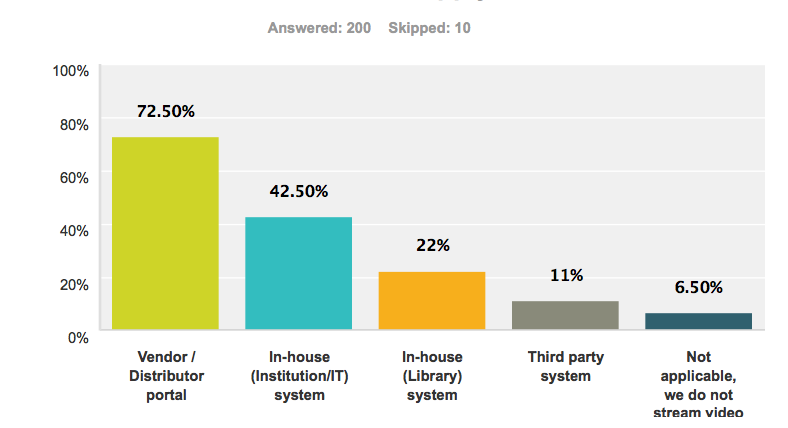 Answered: 200 Skipped: 10
100%
80%
60%
40%
20%
0%
72.50%
42.50%
22%
11%
6.50%
Vendor /
Distributor
portal
In-house
(Institution/IT)
system
In-house
(Library)
system
Third party
system
Not
applicable,
we do not
stream video